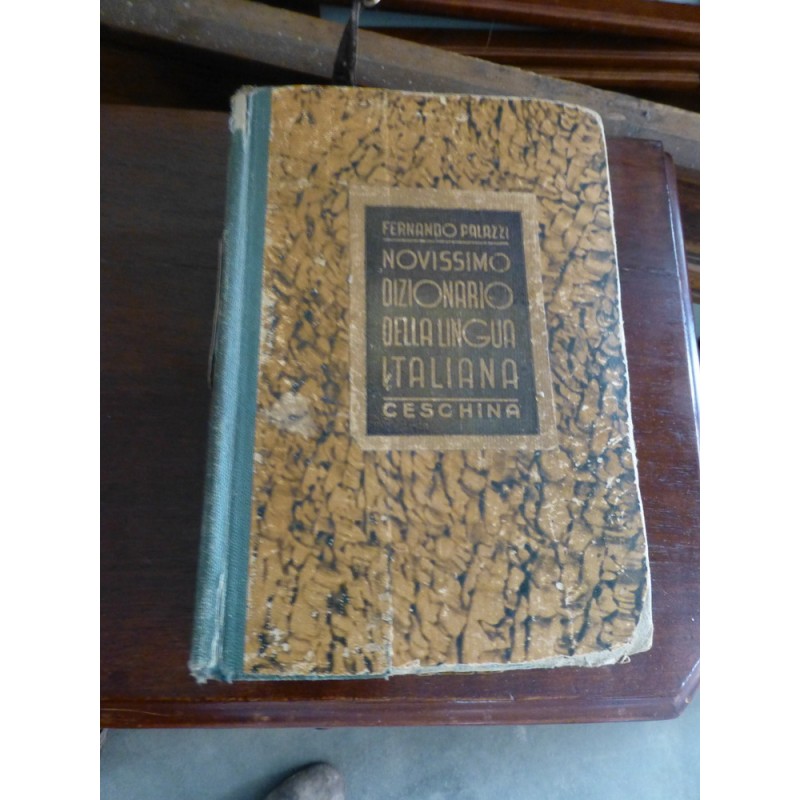 FERNANDO PALAZZI
NOVISSIMO
DIZIONARIO
DELLA LINGUA
ITALIANA
CESCHINA